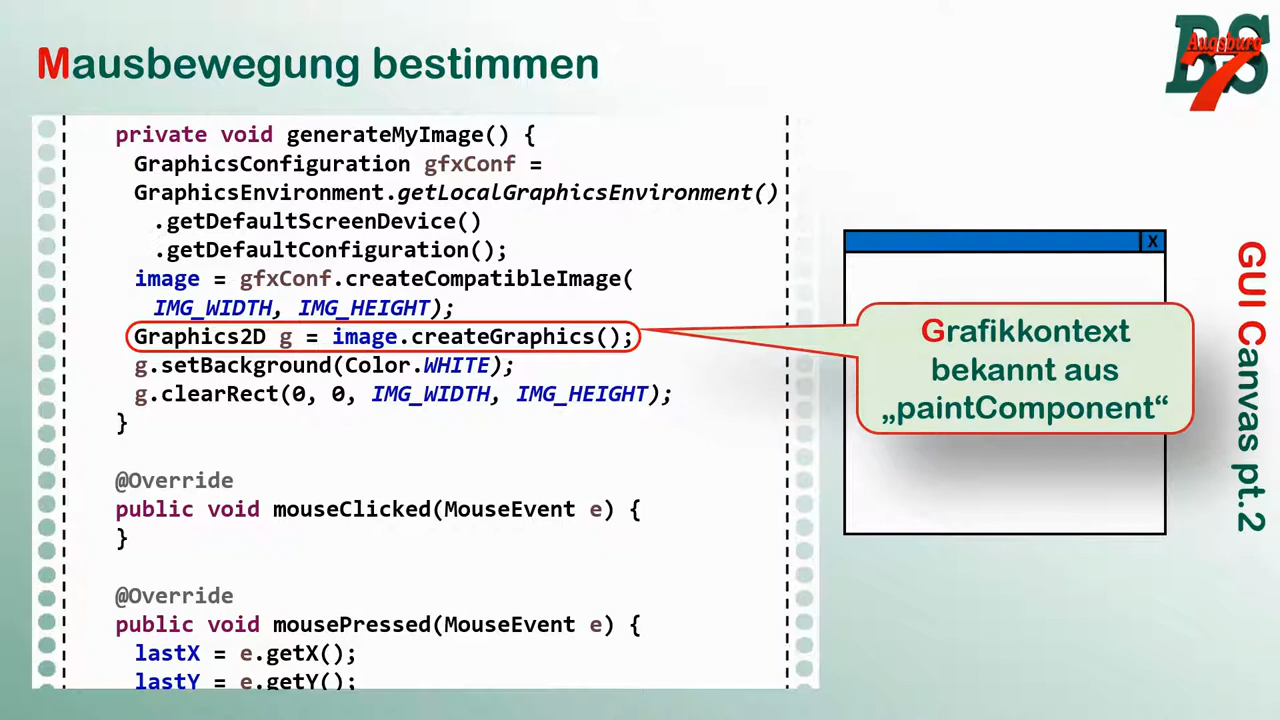 Mausbewegung bestimmen
BS
Augsburg
7
private void generateMyImage() {
GraphicsConfiguration gfxConf =
GraphicsEnvironment.getLocalGraphicsEnvironment()
.getDefaultScreenDevice()
.getDefaultConfiguration();
image = gfxConf.createCompatibleImage(
IMG_WIDTH, IMG_HEIGHT);
Graphics2D g = image.createGraphics();
g.setBackground(Color.WHITE);
g.clearRect(0, 0, IMG_WIDTH, IMG_HEIGHT);
}
@Override
public void mouseClicked(MouseEvent e) {
}
@Override
public void mousePressed(MouseEvent e) {
lastX = e.getX();
lastY = e.getY();
X
Grafikkontext
bekannt aus
„paintComponent“
GUI Canvas pt.2